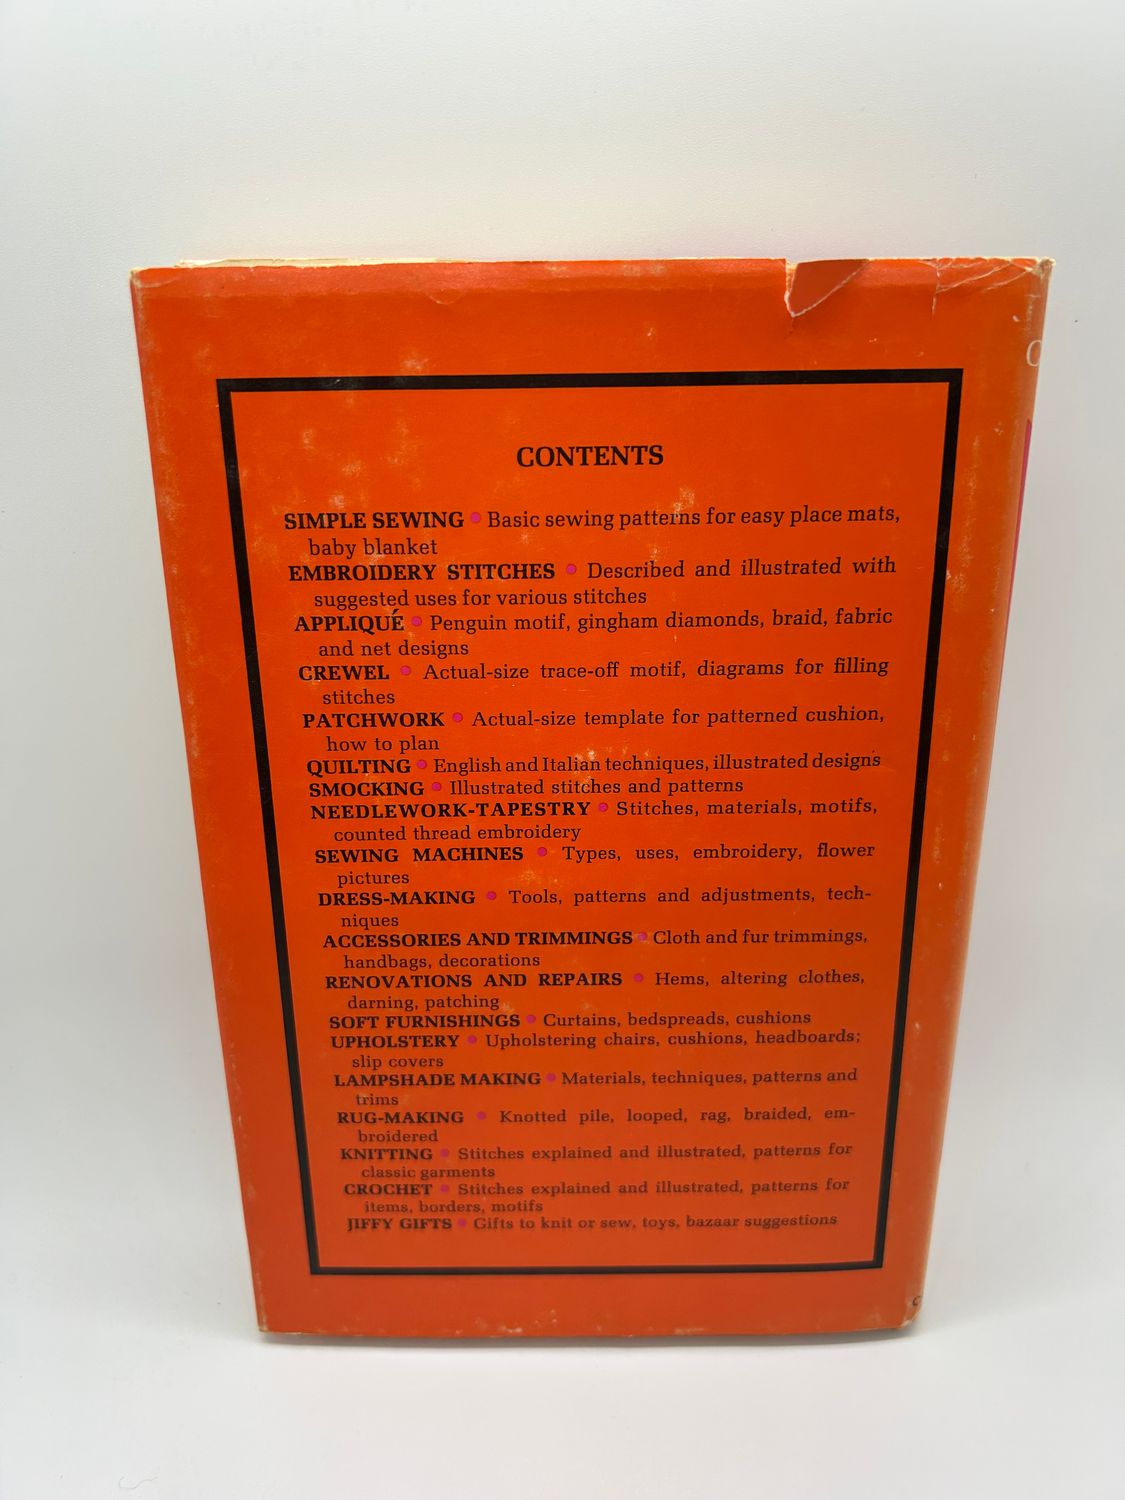 CONTENTS
SIMPLE SEWING • Basic sewing patterns for easy place mats,
baby blanket
EMBROIDERY STITCHES • Described and illustrated with
suggested uses for various stitches
APPLIQUÉ • Penguin motif, gingham diamonds, braid, fabric
and net designs
CREWEL • Actual-size trace-off motif, diagrams for filling
stitches
PATCHWORK • Actual-size template for patterned cushion,
how to plan
QUILTING • English and Italian techniques, illustrated designs
SMOCKING • Illustrated stitches and patterns
NEEDLEWORK-TAPESTRY • Stitches, materials, motifs,
counted thread embroidery
SEWING MACHINES • Types, uses, embroidery, flower
pictures
DRESS-MAKING • Tools, patterns and adjustments, tech-
niques
ACCESSORIES AND TRIMMINGS • Cloth and fur trimmings,
handbags, decorations
RENOVATIONS AND REPAIRS • Hems, altering clothes,
darning, patching
SOFT FURNISHINGS • Curtains, bedspreads, cushions
UPHOLSTERY • Upholstering chairs, cushions, headboards;
slip covers
LAMPSHADE MAKING • Materials, techniques, patterns and
trims
RUG-MAKING • Knotted pile, looped, rag, braided, em-
broidered
KNITTING • Stitches explained and illustrated, patterns for
classic garments
CROCHET • Stitches explained and illustrated, patterns for
items, borders, motifs
JIFFY GIFTS • Gifts to knit or sew, toys, bazaar suggestions